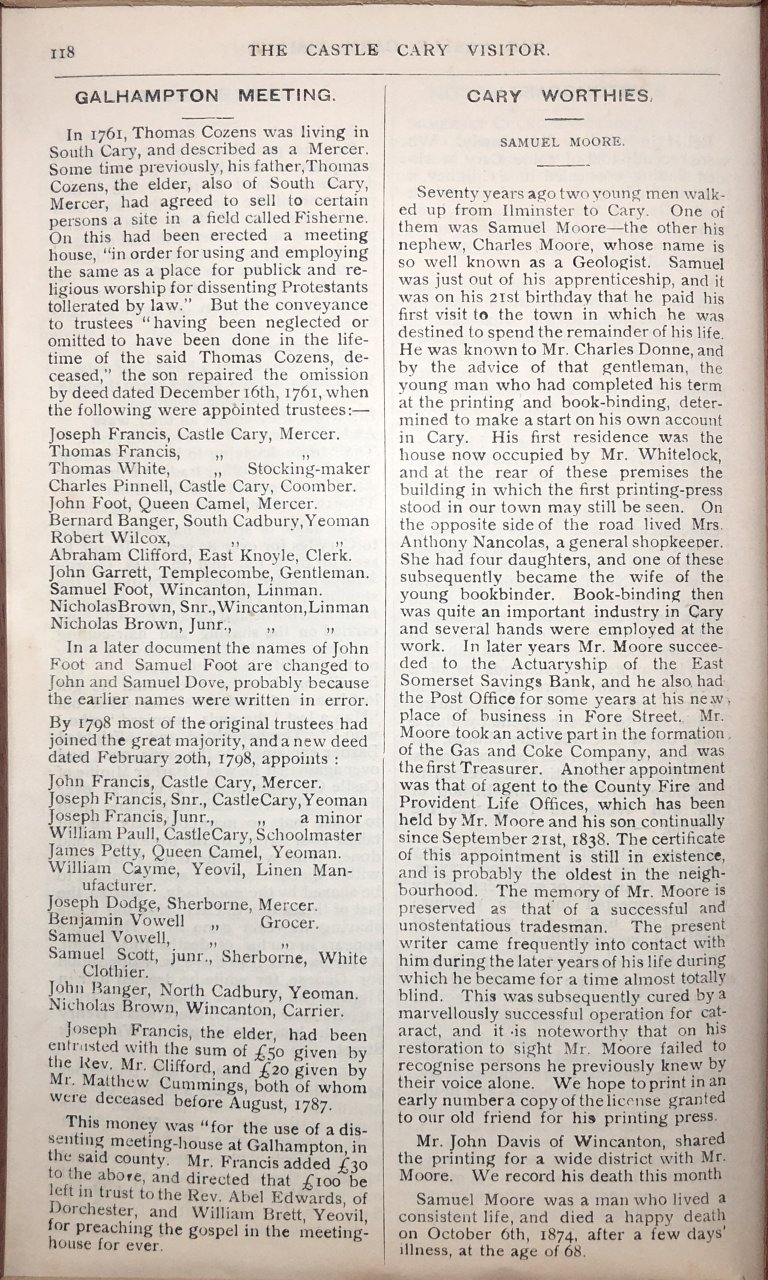 118
THE CASTLE CARY VISITOR.
GALHAMPTON MEETING.
In 1761, Thomas Cozens was living in
South Cary, and described as a Mercer.
Some time previously, his father,Thomas
Cozens, the elder, also of South Cary,
Mercer, had agreed to sell to certain
persons a site in a field called Fisherne.
On this had been erected a meeting
house, "in order for using and employing
the same as a place for publick and re-
ligious worship for dissenting Protestants
tollerated by law." But the conveyance
to trustees "having been neglected or
omitted to have been done in the life-
time of the said Thomas Cozens, de-
ceased," the son repaired the omission
by deed dated December 16th, 1761, when
the following were appointed trustees:—
Joseph Francis, Castle Cary, Mercer.
Thomas Francis, „ „
Thomas White, „ Stocking-maker
Charles Pinnell, Castle Cary, Coomber.
John Foot, Queen Camel, Mercer.
Bernard Banger, South Cadbury,Yeoman
Robert Wilcox, „ „
Abraham Clifford, East Knoyle, Clerk.
John Garrett, Templecombe, Gentleman.
Samuel Foot, Wincanton, Linman.
NicholasBrown, Snr.,Wincanton,Linman
Nicholas Brown, Junr., „ „
In a later document the names of John
Foot and Samuel Foot are changed to
John and Samuel Dove, probably because
the earlier names were written in error.
By 1798 most of the original trustees had
joined the great majority, and a new deed
dated February 20th, 1798, appoints :
John Francis, Castle Cary, Mercer.
Joseph Francis, Snr., CastleCary,Yeoman
Joseph Francis, Junr., „ a minor
William Paull, CastleCary, Schoolmaster
James Petty, Queen Camel, Yeoman.
William Cayme, Yeovil, Linen Man-
ufacturer.
Joseph Dodge, Sherborne, Mercer.
Benjamin Vowell „ Grocer.
Samuel Vowell, „ „
Samuel Scott, junr., Sherborne, White
Clothier.
John Banger, North Cadbury, Yeoman.
Nicholas Brown, Wincanton, Carrier.
Joseph Francis, the elder, had been
entrusted with the sum of £50 given by
the Rev. Mr. Clifford, and £20 given by
Mr. Matthew Cummings, both of whom
were deceased before August, 1787.
This money was "for the use of a dis-
senting meeting-house at Galhampton, in
the said county. Mr. Francis added £30
to the above, and directed that £100 be
left in trust to the Rev. Abel Edwards, of
Dorchester, and William Brett, Yeovil,
for preaching the gospel in the meeting-
house for ever.
CARY WORTHIES.
SAMUEL MOORE.
Seventy years ago two young men walk-
ed up from Ilminster to Cary. One of
them was Samuel Moore—the other his
nephew, Charles Moore, whose name is
so well known as a Geologist. Samuel
was just out of his apprenticeship, and it
was on his 21st birthday that he paid his
first visit to the town in which he was
destined to spend the remainder of his life.
He was known to Mr. Charles Donne, and
by the advice of that gentleman, the
young man who had completed his term
at the printing and book-binding, deter-
mined to make a start on his own account
in Cary. His first residence was the
house now occupied by Mr. Whitelock,
and at the rear of these premises the
building in which the first printing-press
stood in our town may still be seen. On
the opposite side of the road lived Mrs.
Anthony Nancolas, a general shopkeeper.
She had four daughters, and one of these
subsequently became the wife of the
young bookbinder. Book-binding then
was quite an important industry in Cary
and several hands were employed at the
work. In later years Mr. Moore succee-
ded to the Actuaryship of the East
Somerset Savings Bank, and he also had
the Post Office for some years at his new
place of business in Fore Street. Mr.
Moore took an active part in the formation
of the Gas and Coke Company, and was
the first Treasurer. Another appointment
was that of agent to the County Fire and
Provident Life Offices, which has been
held by Mr. Moore and his son continually
since September 21st, 1838. The certificate
of this appointment is still in existence,
and is probably the oldest in the neigh-
bourhood. The memory of Mr. Moore is
preserved as that of a successful and
unostentatious tradesman. The present
writer came frequently into contact with
him during the later years of his life during
which he became for a time almost totally
blind. This was subsequently cured by a
marvellously successful operation for cat-
aract, and it is noteworthy that on his
restoration to sight Mr. Moore failed to
recognise persons he previously knew by
their voice alone. We hope to print in an
early number a copy of the license granted
to our old friend for his printing press.
Mr. John Davis of Wincanton, shared
the printing for a wide district with Mr.
Moore. We record his death this month
Samuel Moore was a man who lived a
consistent life, and died a happy death
on October 6th, 1874, after a few days'
illness, at the age of 68.